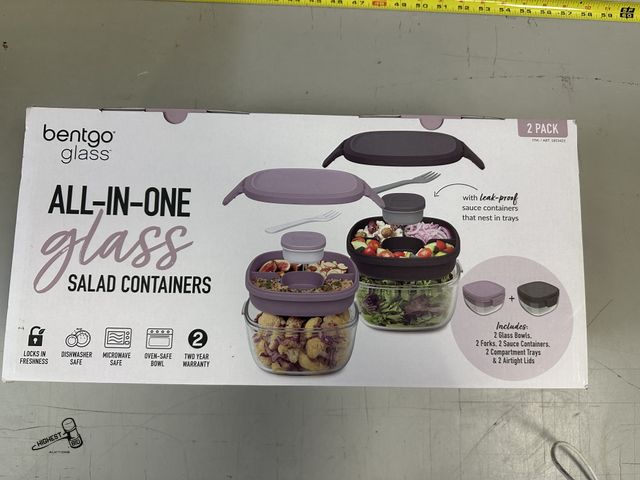 bentgo®
glass™
2 PACK
ALL-IN-ONE
glass
SALAD CONTAINERS
with leak-proof
sauce containers
that nest in trays
LOCKS IN
FRESHNESS
DISHWASHER
SAFE
MICROWAVE
SAFE
OVEN-SAFE
BOWL
2
TWO YEAR
WARRANTY
+
Includes:
2 Glass Bowls,
2 Forks, 2 Sauce Containers,
2 Compartment Trays
& 2 Airtight Lids
HIGHEST
BID
AUCTIONS